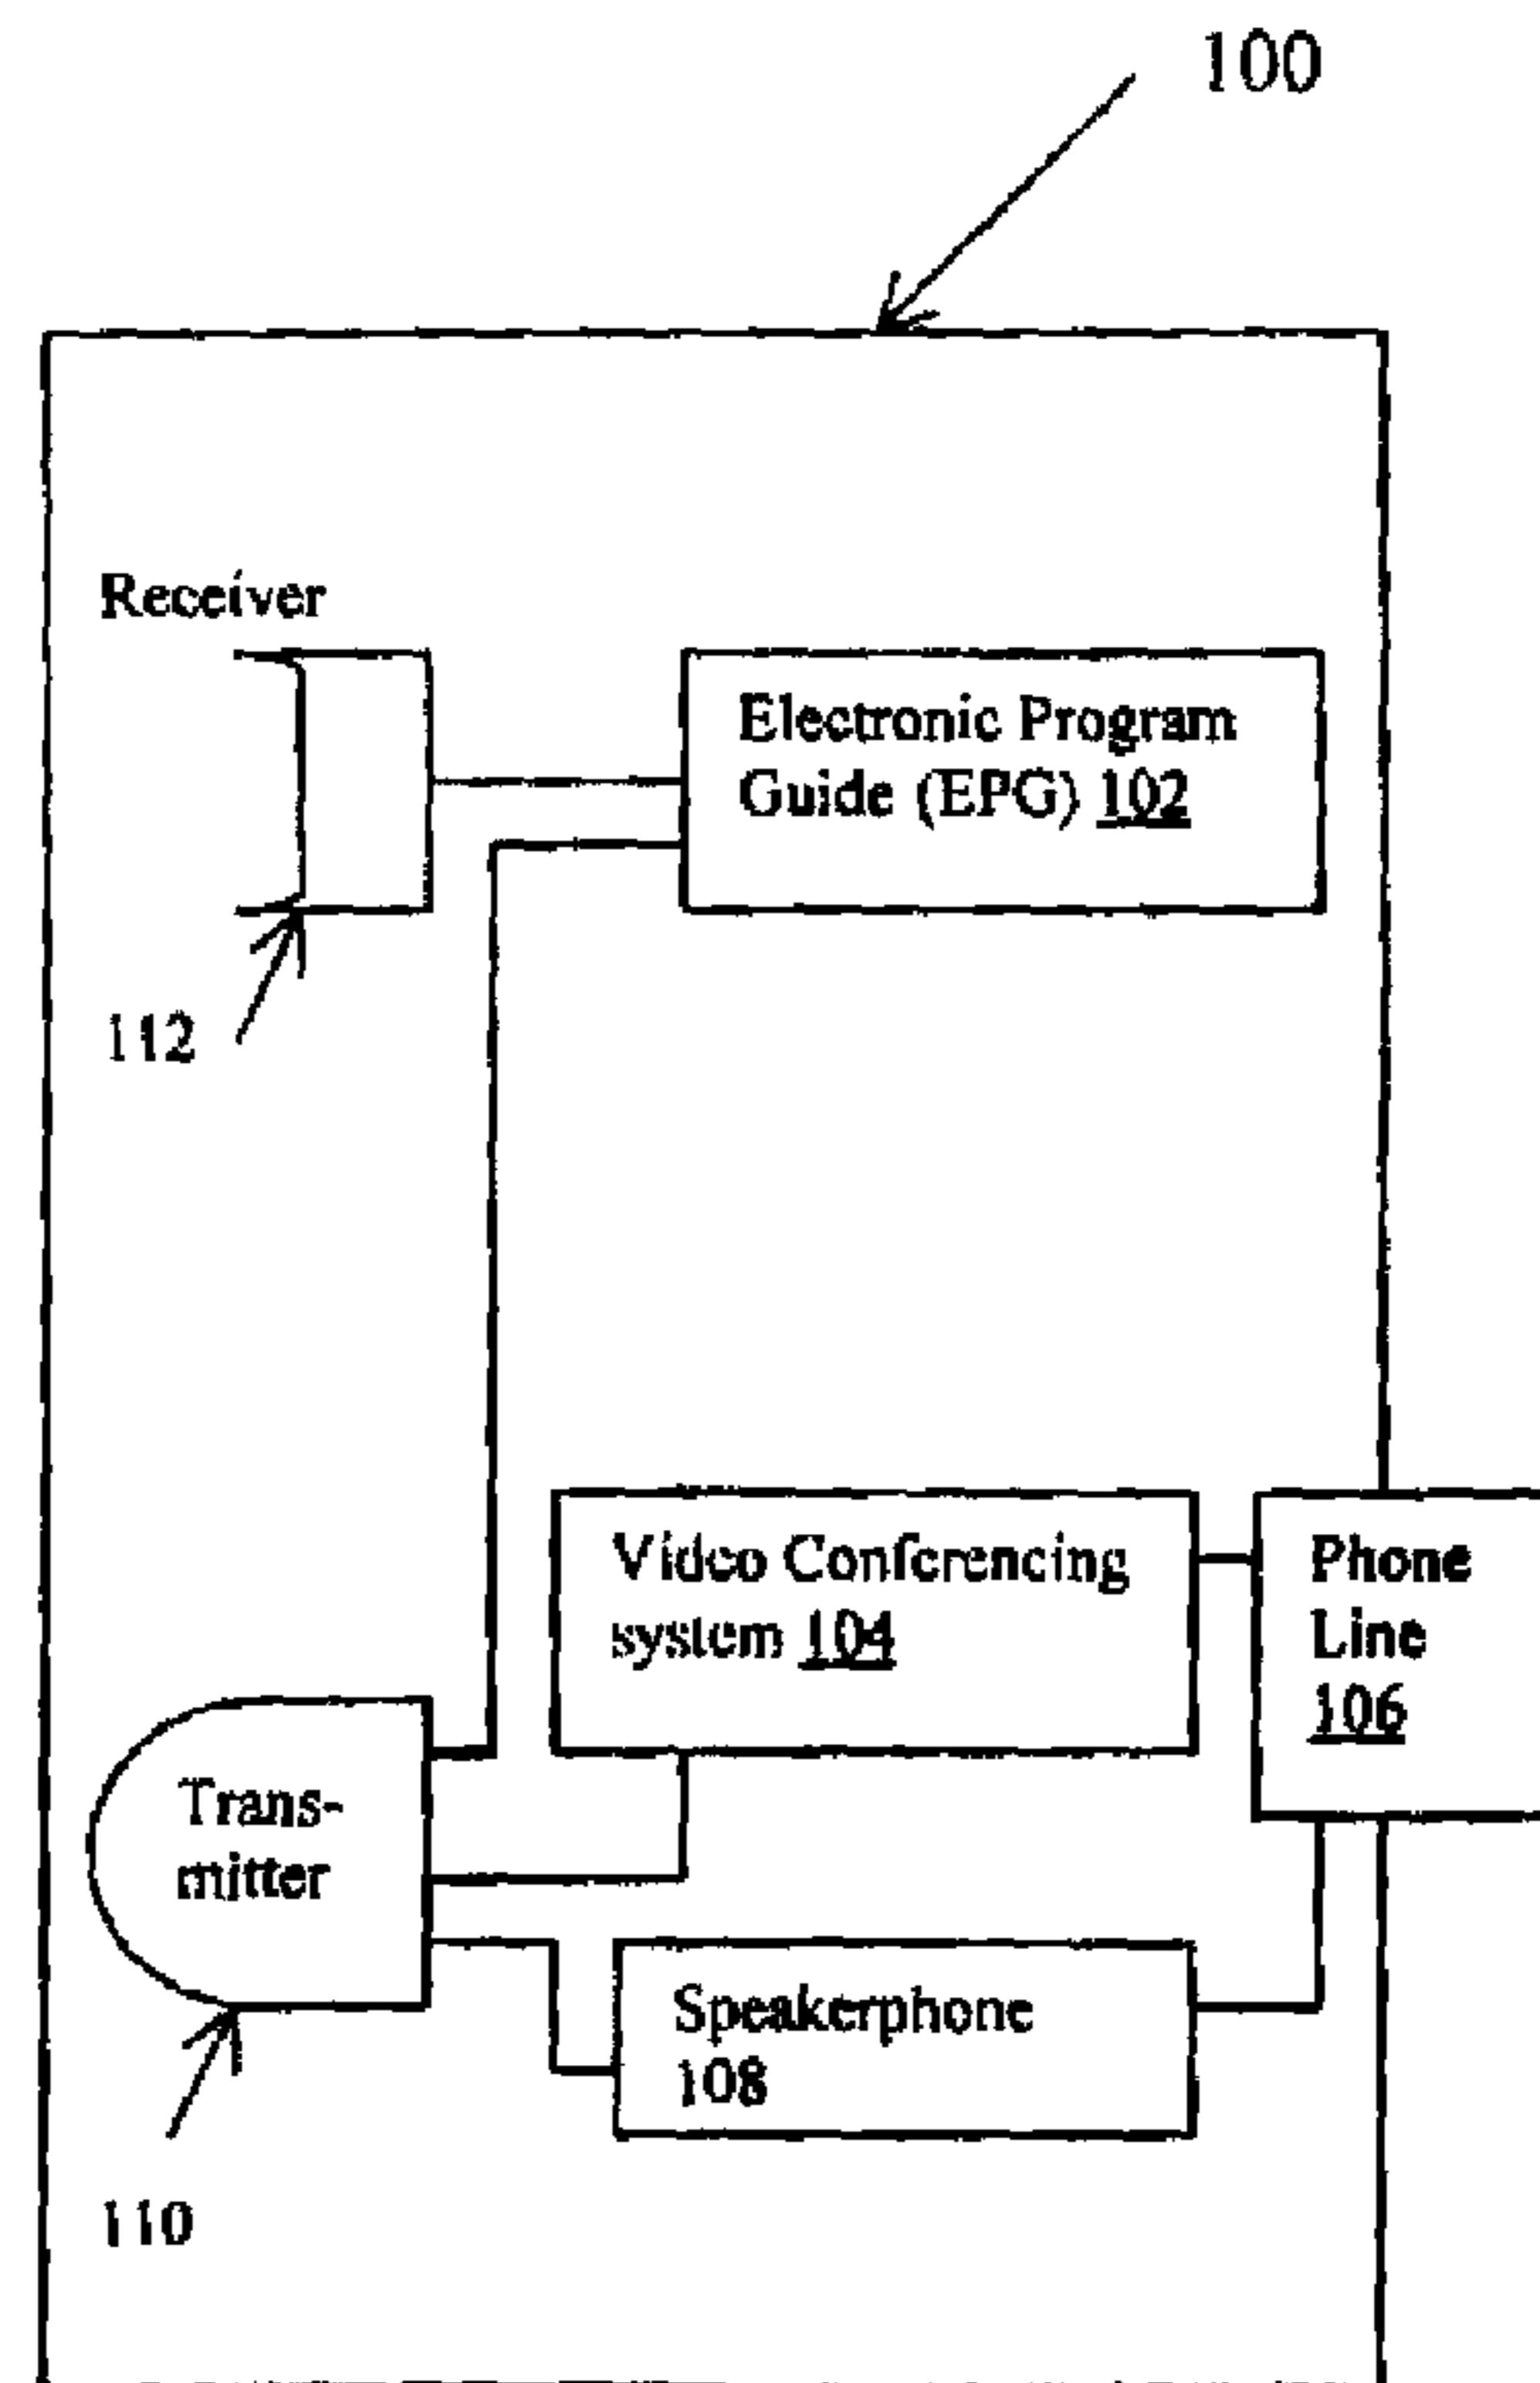 100
Receiver
Electronic Program
Guide (EPG) 102
112
Video Conferencing
system 104
Phone
Line
106
Trans-
mitter
Speakerphone
108
110